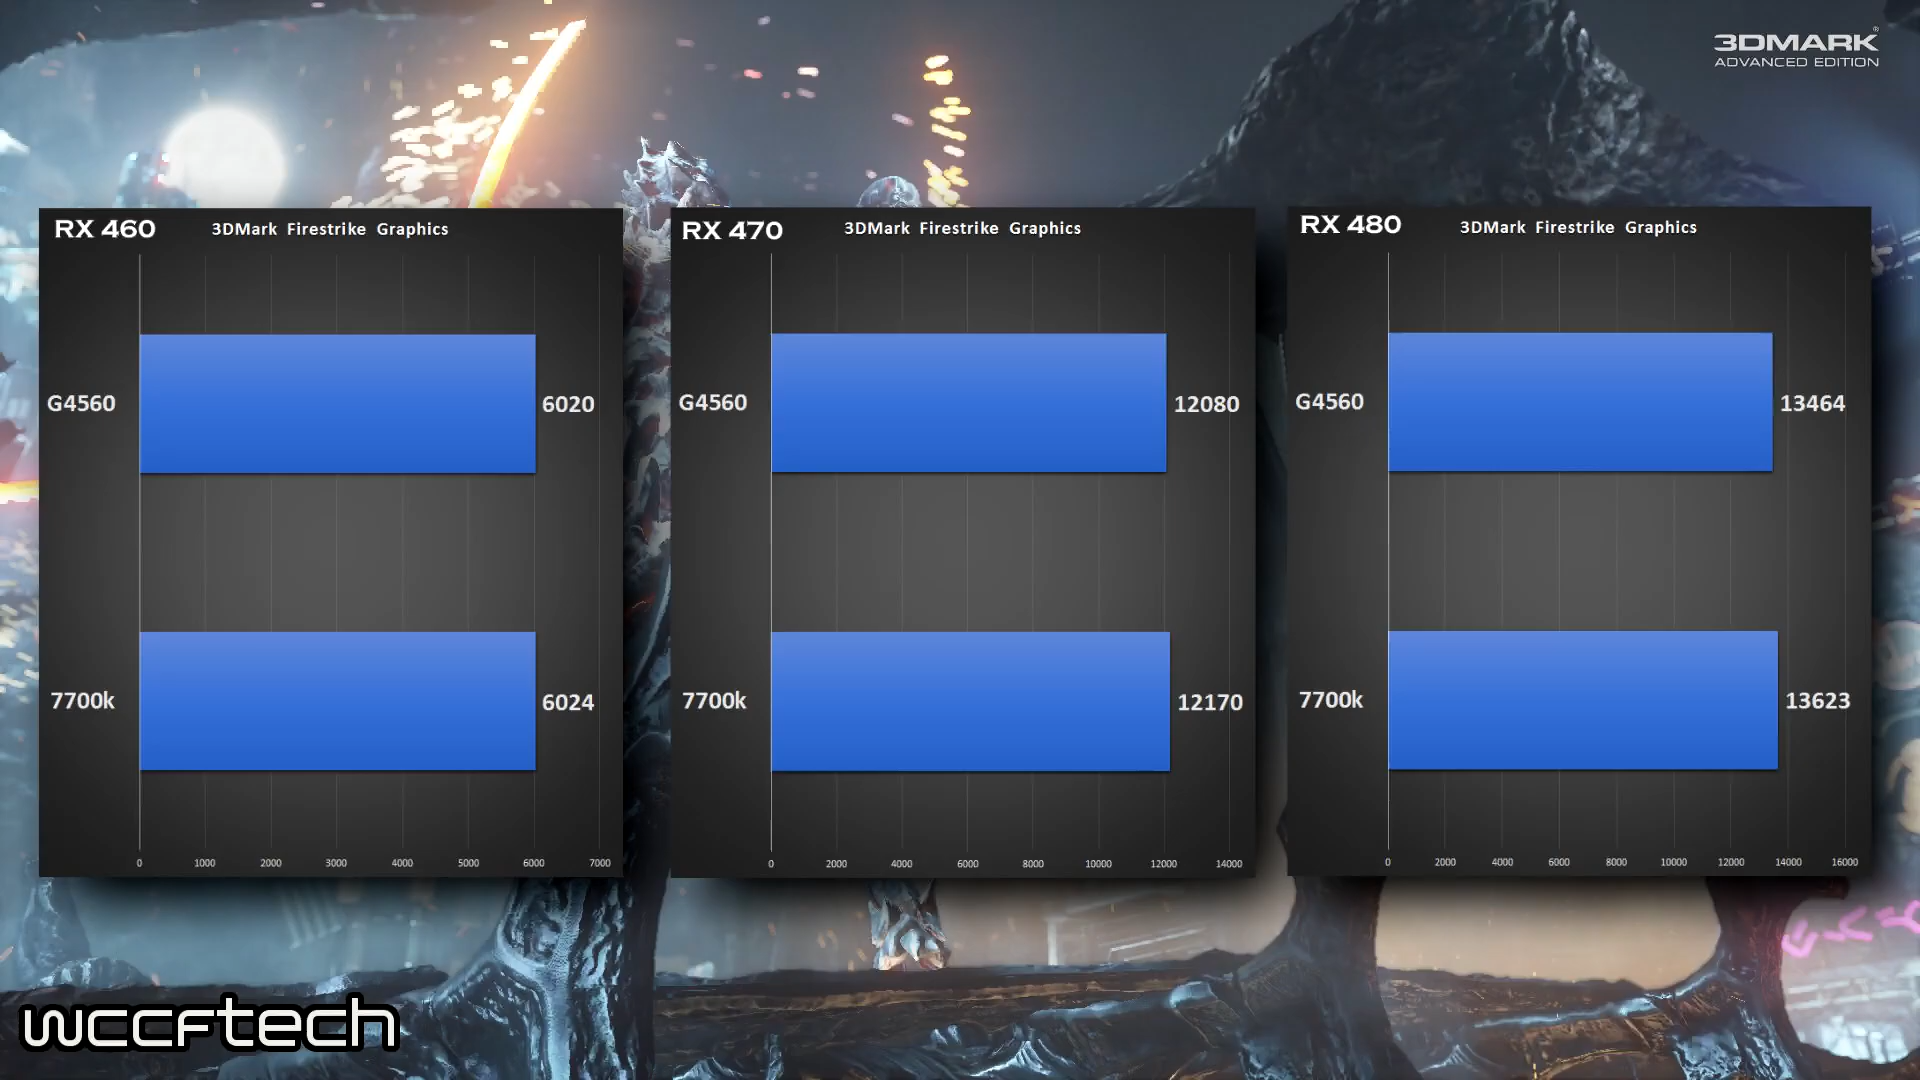 3DMARK®
ADVANCED EDITION
RX 460
3DMark Firestrike Graphics
G4560
6020
7700k
6024
0 1000 2000 3000 4000 5000 6000 7000
RX 470
3DMark Firestrike Graphics
G4560
12080
7700k
12170
0 2000 4000 6000 8000 10000 12000 14000
RX 480
3DMark Firestrike Graphics
G4560
13464
7700k
13623
0 2000 4000 6000 8000 10000 12000 14000 16000
wccftech